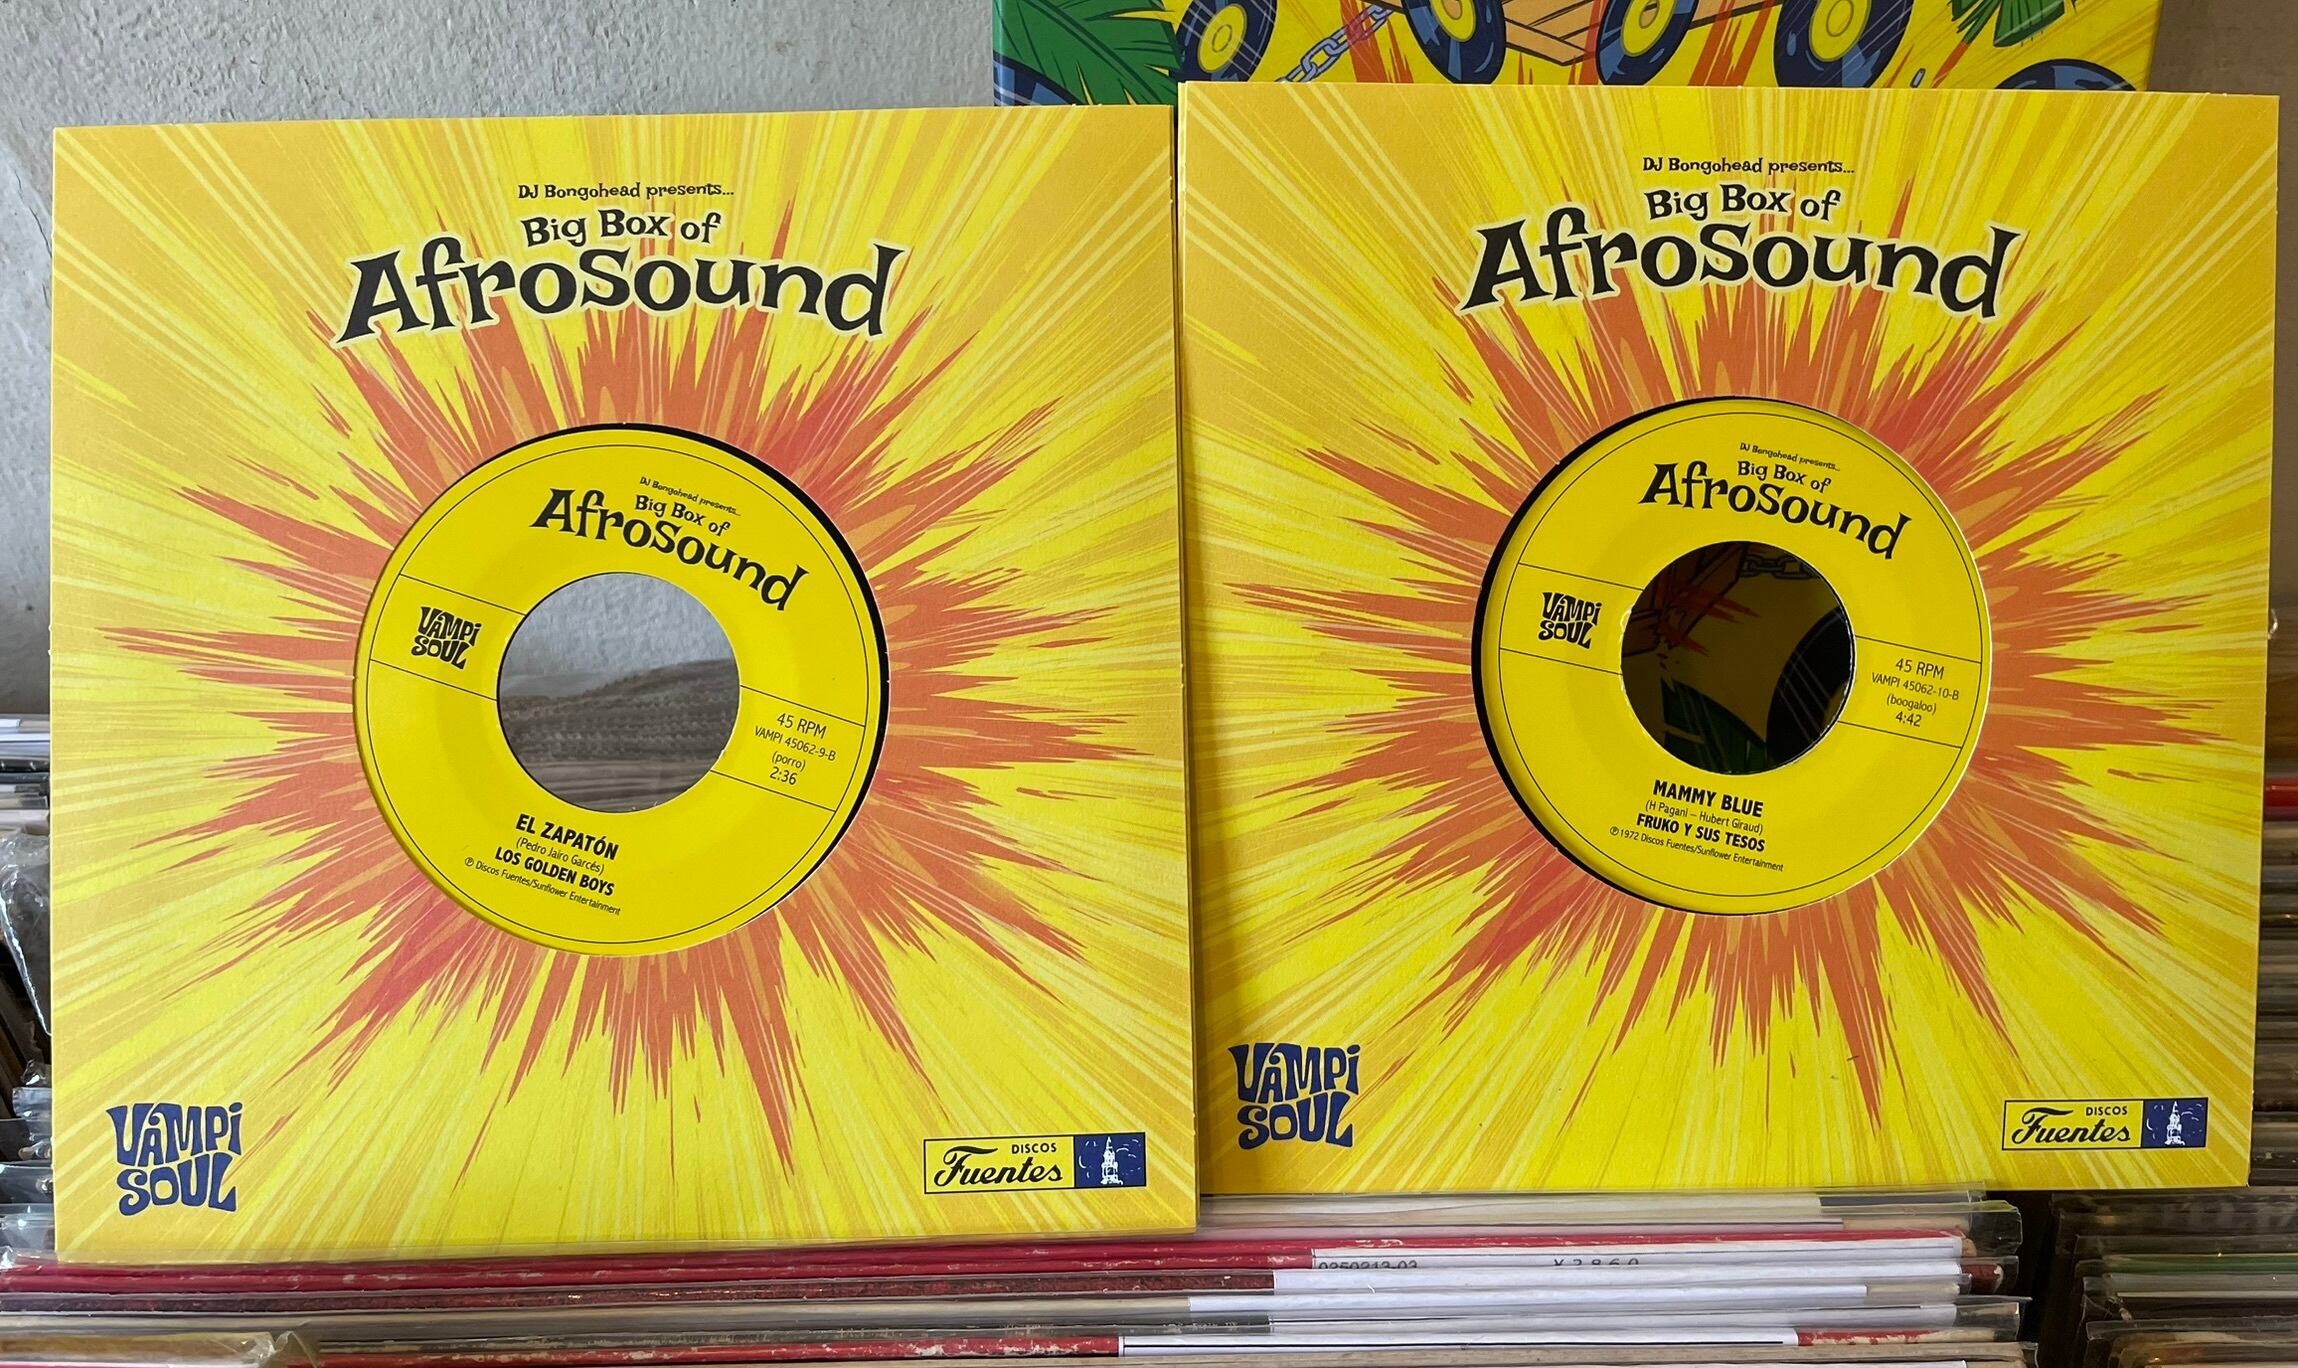 DJ Bongohead presents...
Big Box of
Afrosound
DJ Bongohead presents...
Big Box of
Afrosound
VAMPI
SOUL
45 RPM
VAMPI 45062-9-B
(porro)
2:36
EL ZAPATÓN
(Pedro Jairo Garcés)
LOS GOLDEN BOYS
℗ Discos Fuentes/Sunflower Entertainment
VAMPI
SOUL
DISCOS
Fuentes
DJ Bongohead presents...
Big Box of
Afrosound
DJ Bongohead presents...
Big Box of
Afrosound
VAMPI
SOUL
45 RPM
VAMPI 45062-10-B
(boogaloo)
4:42
MAMMY BLUE
(H Pagani – Hubert Giraud)
FRUKO Y SUS TESOS
℗ 1972 Discos Fuentes/Sunflower Entertainment
VAMPI
SOUL
DISCOS
Fuentes